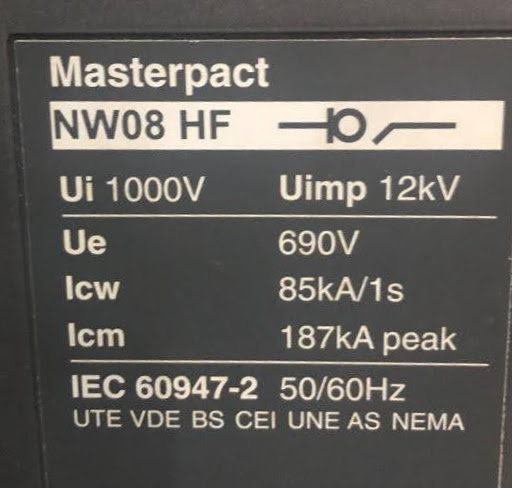 Masterpact
NW08 HF
Ui 1000V Uimp 12kV
Ue 690V
Icw 85kA/1s
Icm 187kA peak
IEC 60947-2 50/60Hz
UTE VDE BS CEI UNE AS NEMA